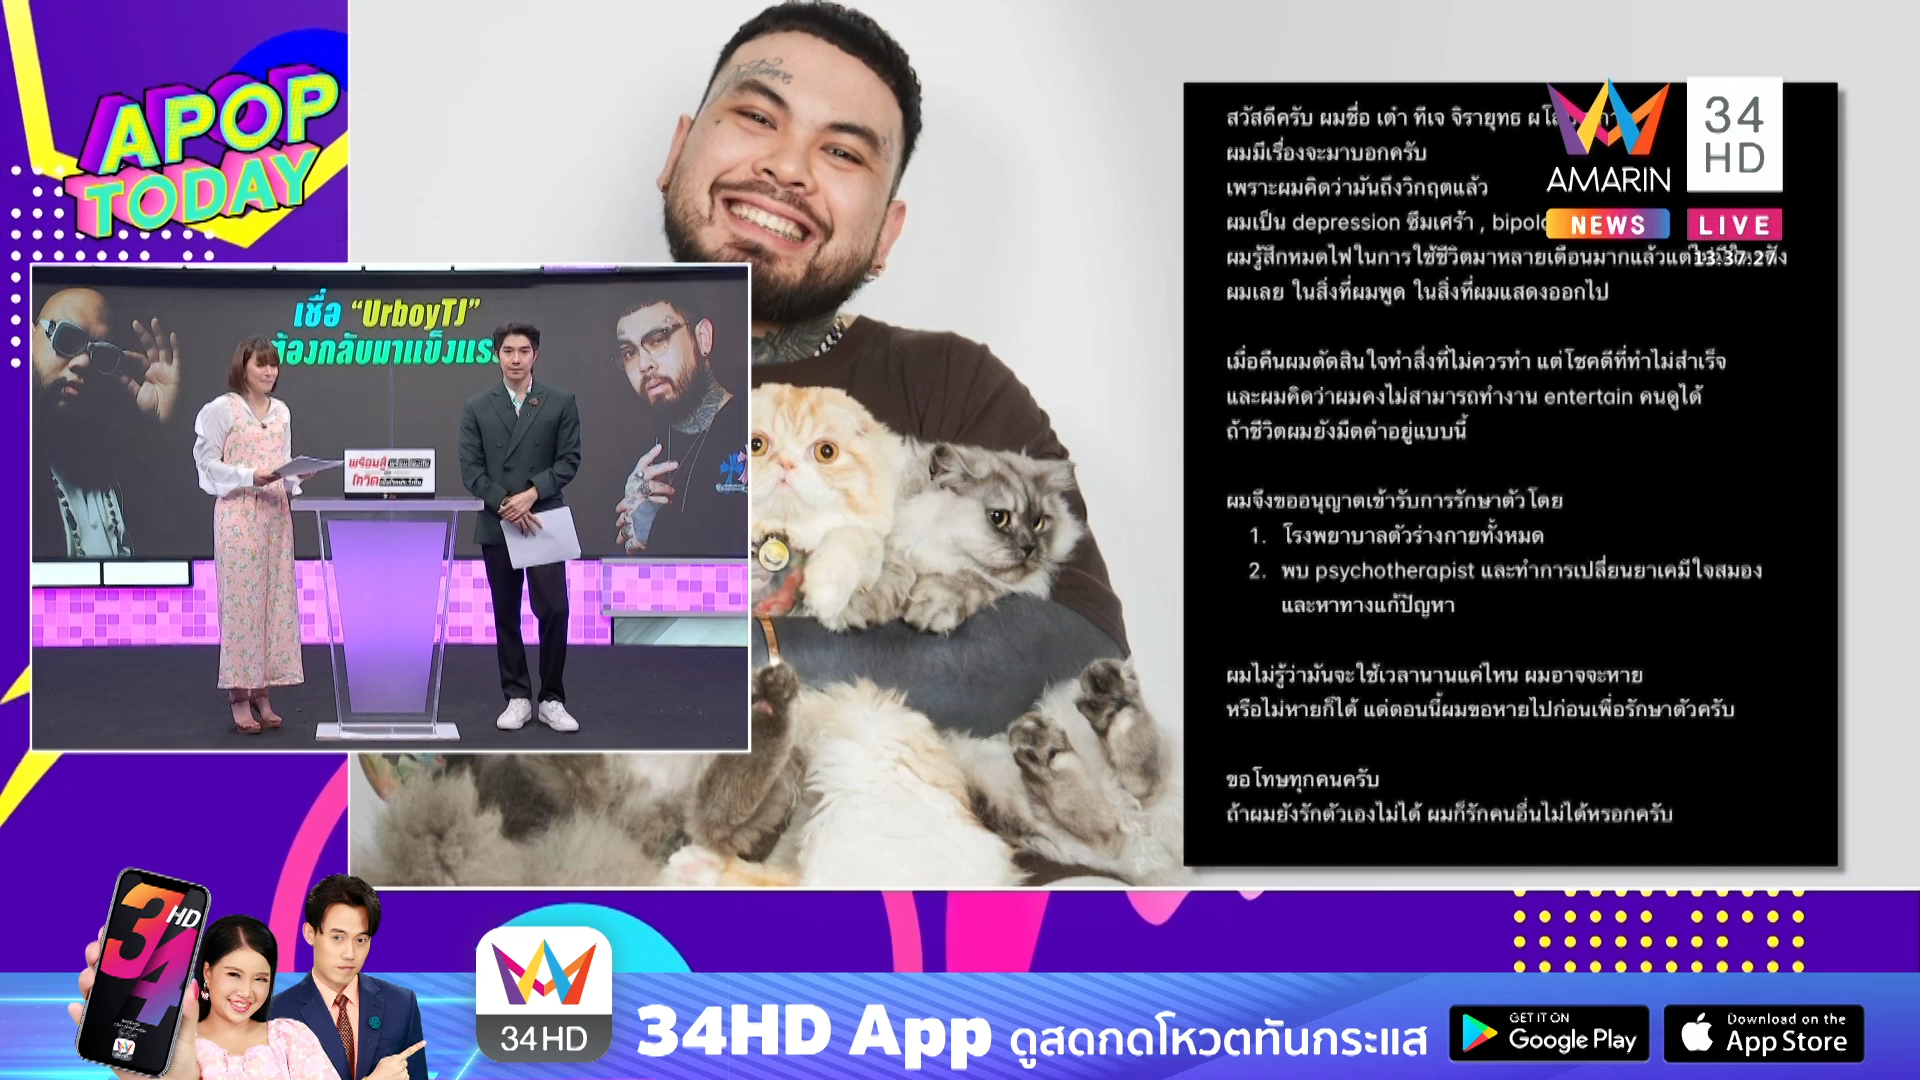 APOP
TODAY
เชื่อ “UrboyTJ”
ต้องกลับมาแข็งแรง
พร้อมสู้
โควิด
สวัสดีครับ ผมชื่อ เต๋า ทีเจ จิรายุทธ
ผมมีเรื่องจะมาบอกครับ
เพราะผมคิดว่ามันถึงวิกฤตแล้ว
ผมเป็น depression ซึมเศร้า ,
ผมรู้สึกหมดไฟในการใช้ชีวิตมาหลายเดือนมากแล้วแต่
ผมเลย ในสิ่งที่ผมพูด ในสิ่งที่ผมแสดงออกไป
เมื่อคืนผมตัดสินใจทำสิ่งที่ไม่ควรทำ แต่โชคดีที่ทำไม่สำเร็จ
และผมคิดว่าผมคงไม่สามารถทำงาน entertain คนดูได้
ถ้าชีวิตผมยังมืดดำอยู่แบบนี้
ผมจึงขออนุญาตเข้ารับการรักษาตัวโดย
1. โรงพยาบาลตัวร่างกายทั้งหมด
2. พบ psychotherapist และทำการเปลี่ยนยาเคมีใจสมอง
และหาทางแก้ปัญหา
ผมไม่รู้ว่ามันจะใช้เวลานานแค่ไหน ผมอาจจะหาย
หรือไม่หายก็ได้ แต่ตอนนี้ผมขอหายไปก่อนเพื่อรักษาตัวครับ
ขอโทษทุกคนครับ
ถ้าผมยังรักตัวเองไม่ได้ ผมก็รักคนอื่นไม่ได้หรอกครับ
AMARIN
34
HD
NEWS
LIVE
13:37:27
34HD
34HD
34HD App ดูสดกดโหวตทันกระแส
GET IT ON
Google Play
Download on the
App Store